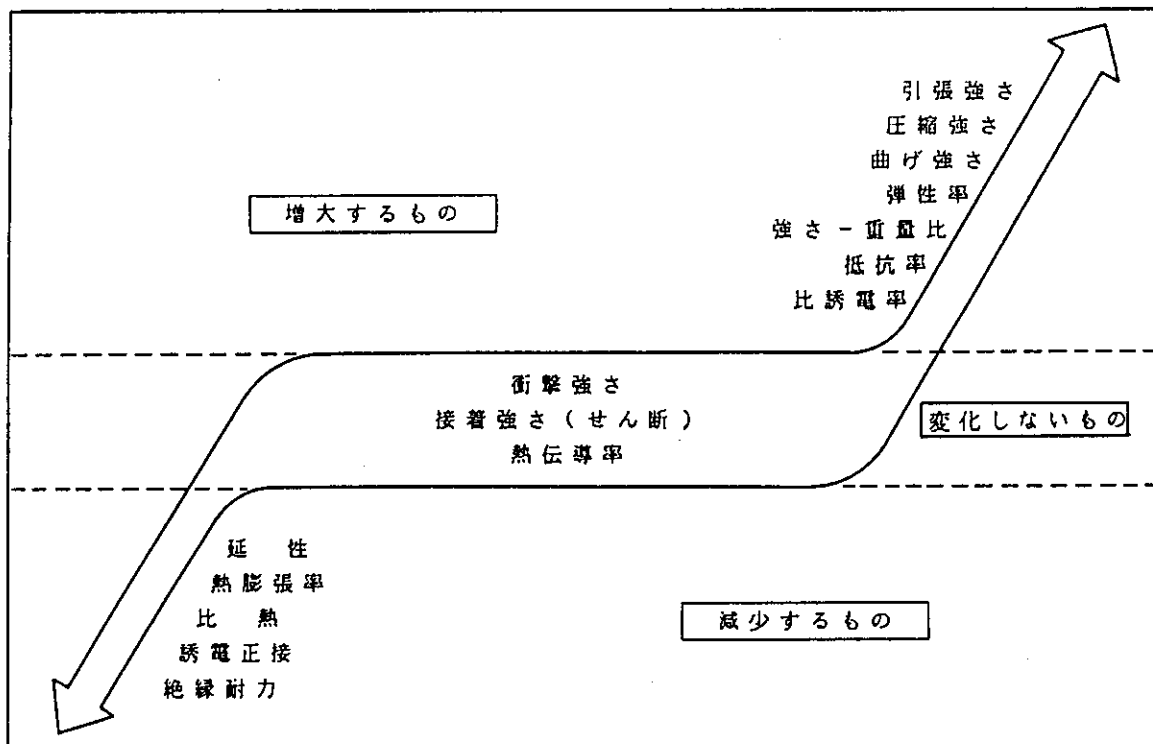 引張強さ
圧縮強さ
曲げ強さ
弾性率
増大するもの
強さ－重量比
抵抗率
比誘電率
衝撃強さ
接着強さ（せん断）
熱伝導率
変化しないもの
延性
熱膨張率
比熱
誘電正接
絶縁耐力
減少するもの